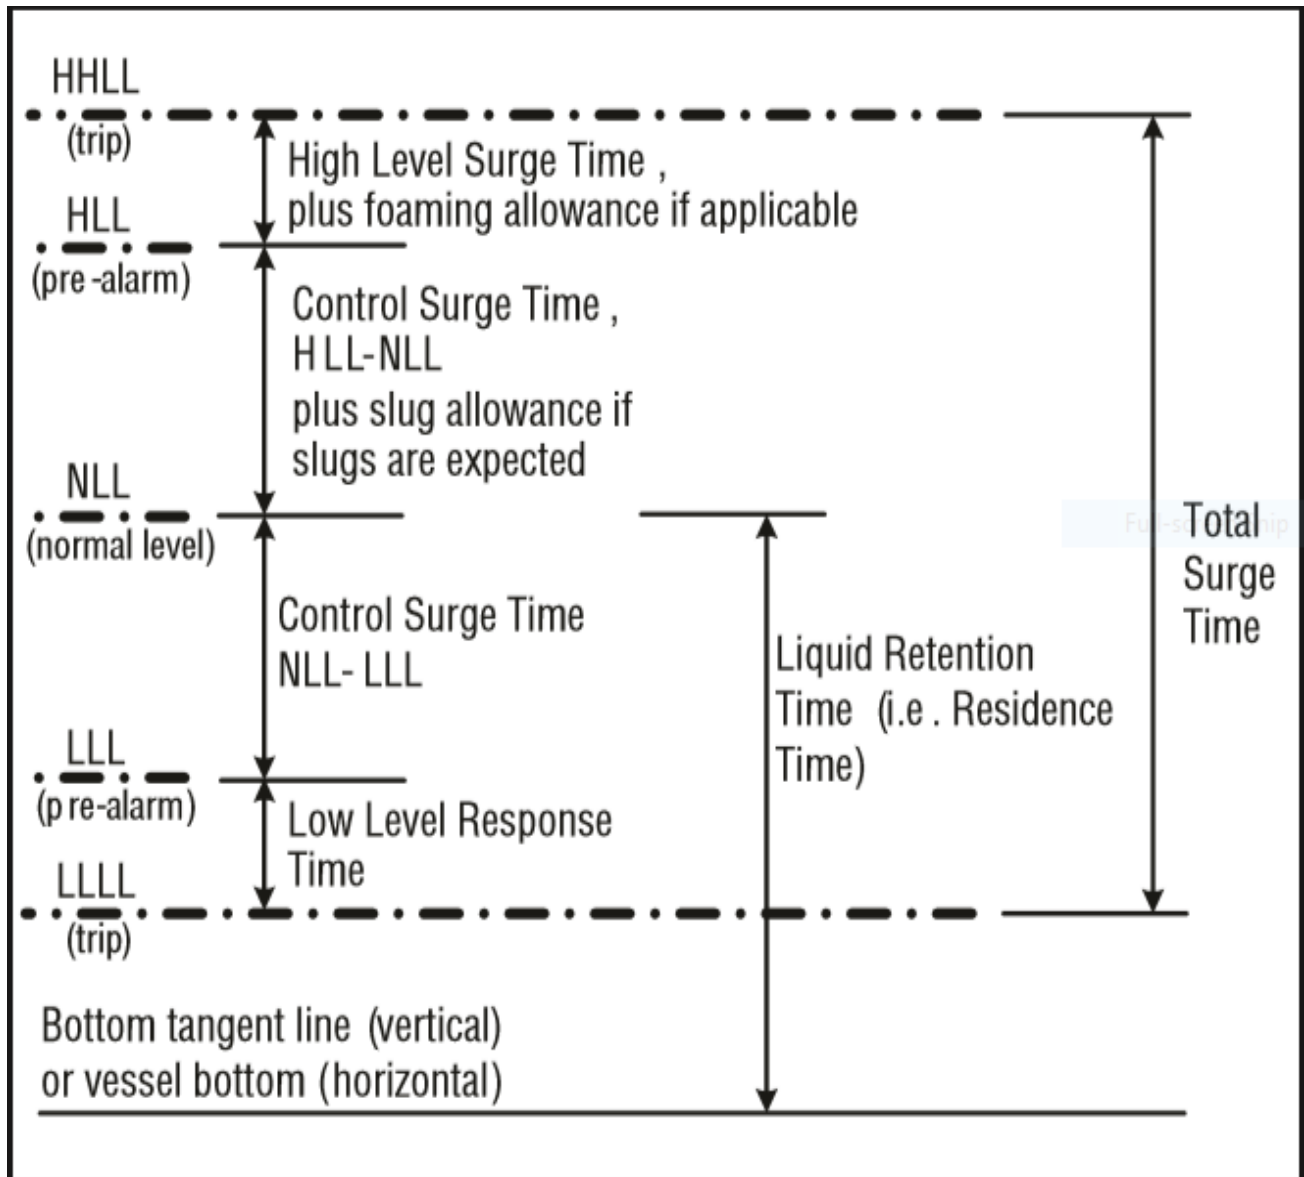 HHLL
(trip)
High Level Surge Time ,
plus foaming allowance if applicable
HLL
(pre -alarm)
Control Surge Time ,
HLL-NLL
plus slug allowance if
slugs are expected
NLL
(normal level)
Control Surge Time
NLL- LLL
Total
Surge
Time
Liquid Retention
Time (i.e . Residence
Time)
LLL
(p re-alarm)
Low Level Response
Time
LLLL
(trip)
Bottom tangent line (vertical)
or vessel bottom (horizontal)